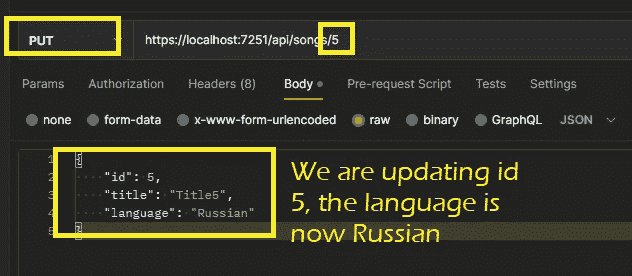 PUT https://localhost:7251/api/songs/5
Params Authorization Headers (8) Body Pre-request Script Tests Settings
none form-data x-www-form-urlencoded raw binary GraphQL JSON
1 {
2 "id": 5,
3 "title": "Title5",
4 "language": "Russian"
5 }
We are updating id
5, the language is
now Russian